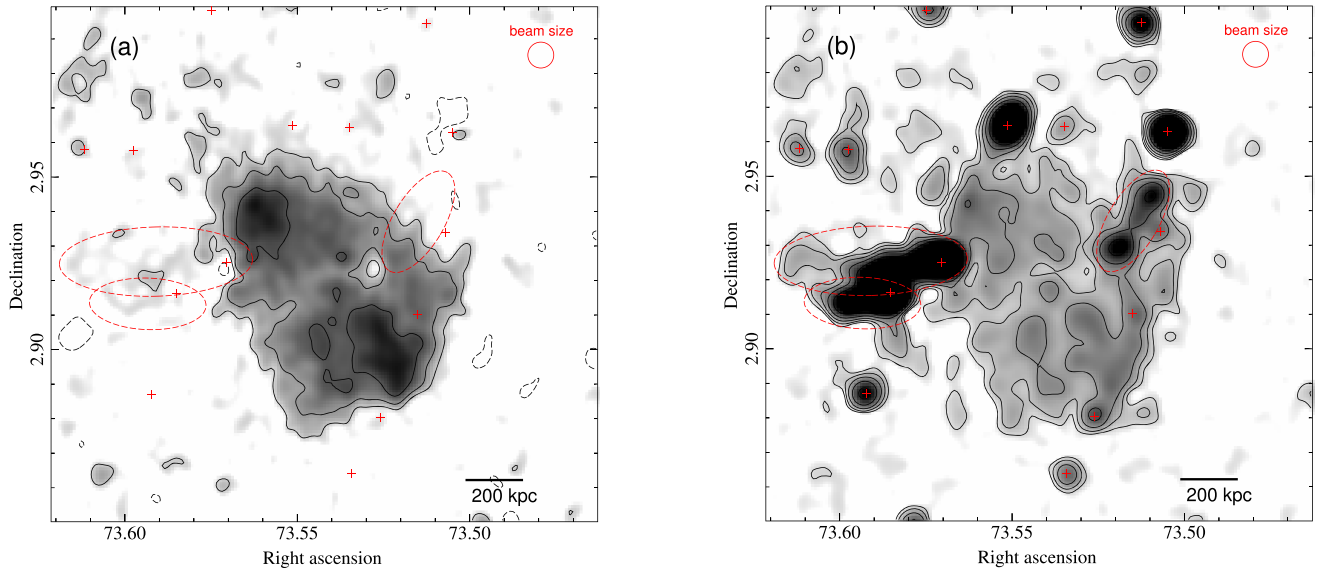 (a)
beam size
2.95
2.90
Declination
200 kpc
73.60
73.55
73.50
Right ascension
(b)
beam size
2.95
2.90
Declination
200 kpc
73.60
73.55
73.50
Right ascension